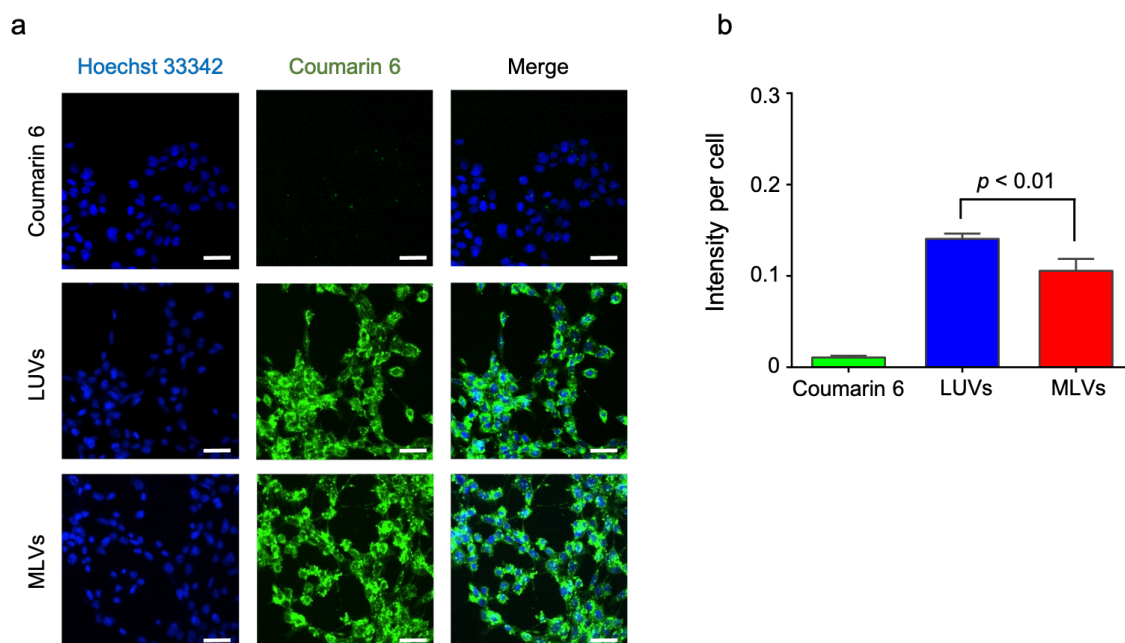 a
Hoechst 33342
Coumarin 6
Merge
Coumarin 6
LUVs
MLVs
b
Intensity per cell
0.3
0.2
0.1
0
p < 0.01
Coumarin 6
LUVs
MLVs